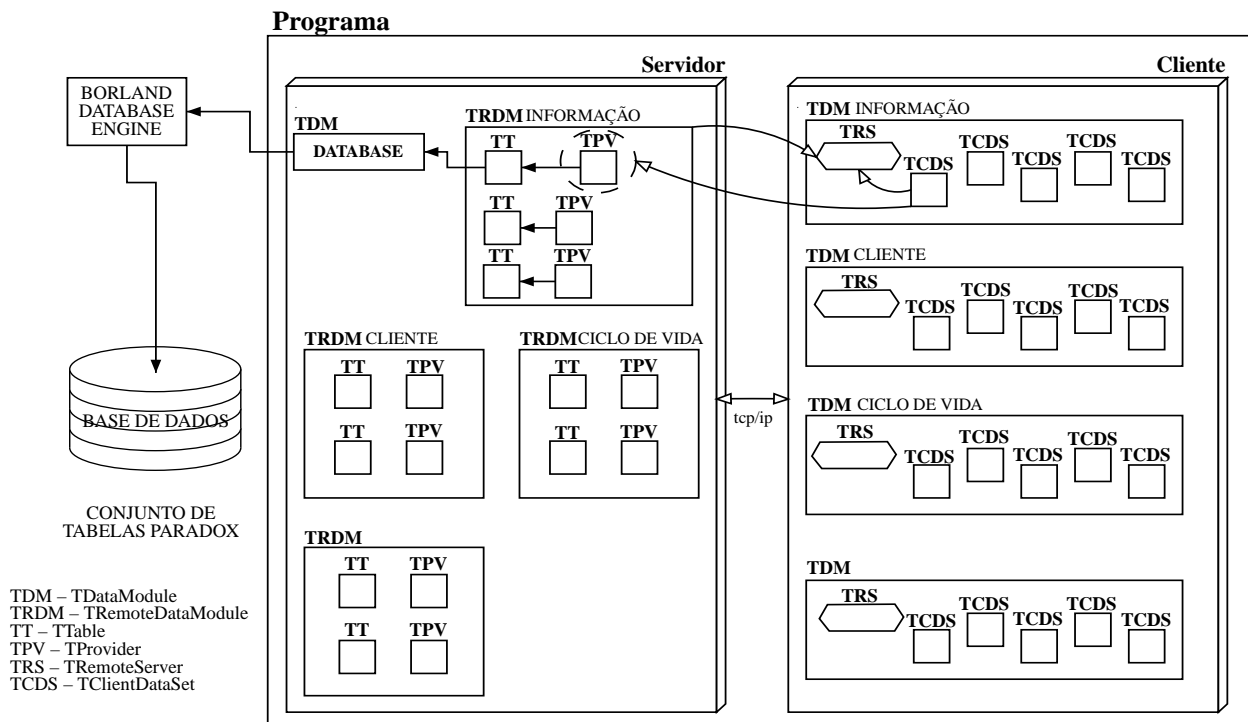 Programa
Servidor
Cliente
BORLAND
DATABASE
ENGINE
TDM
DATABASE
TRDM INFORMAÇÃO
TT
TPV
TT
TPV
TT
TPV
TDM INFORMAÇÃO
TRS
TCDS
TCDS
TCDS
TCDS
TCDS
TDM CLIENTE
TRS
TCDS
TCDS
TCDS
TCDS
TCDS
TRDM CLIENTE
TT
TPV
TT
TPV
TRDM CICLO DE VIDA
TT
TPV
TT
TPV
tcp/ip
BASE DE DADOS
TDM CICLO DE VIDA
TRS
TCDS
TCDS
TCDS
TCDS
TCDS
CONJUNTO DE
TABELAS PARADOX
TRDM
TT
TPV
TT
TPV
TDM
TRS
TCDS
TCDS
TCDS
TCDS
TCDS
TDM – TDataModule
TRDM – TRemoteDataModule
TT – TTable
TPV – TProvider
TRS – TRemoteServer
TCDS – TClientDataSet